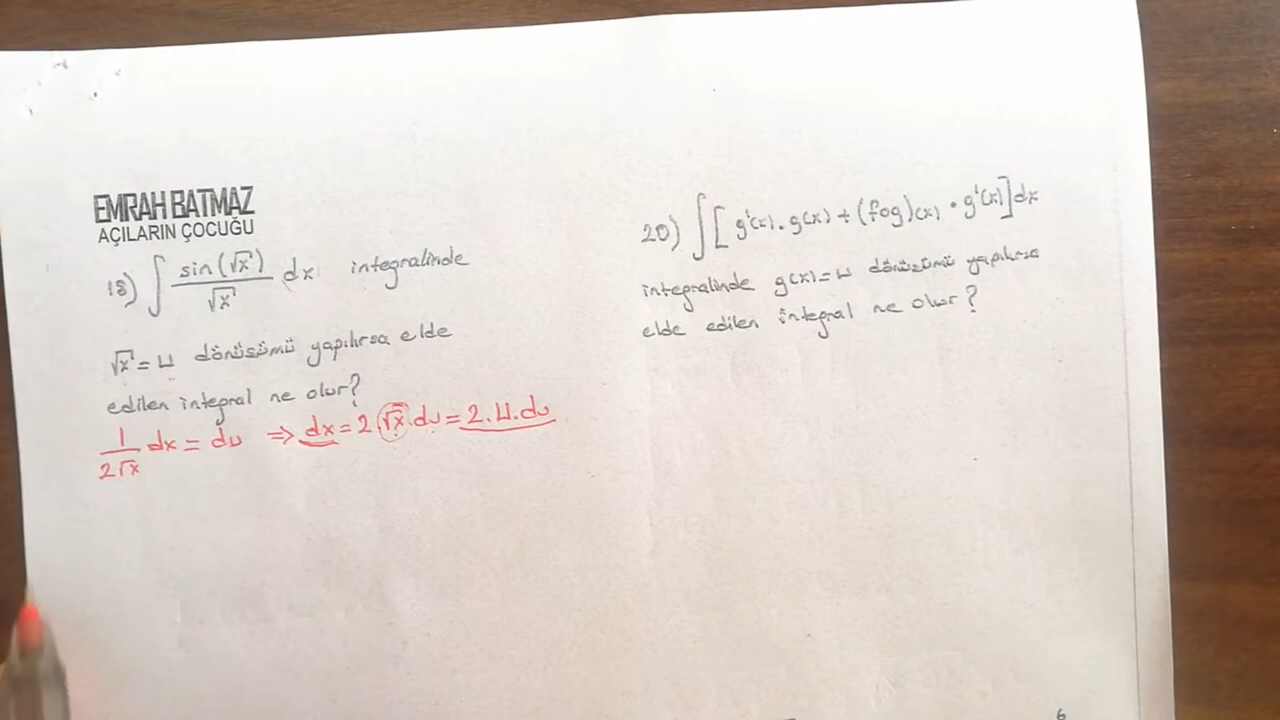 EMRAH BATMAZ
AÇILARIN ÇOCUĞU
18) ∫ sin(√x)/√x dx integralinde
√x = u dönüşümü yapılırsa elde
edilen integral ne olur?
1/(2√x) dx = du ⇒ dx = 2√x.du = 2.u.du
20) ∫[g'(x).g(x) + (fog)(x) • g'(x)]dx
integralinde g(x) = u dönüşümü yapılırsa
elde edilen integral ne olur?
6